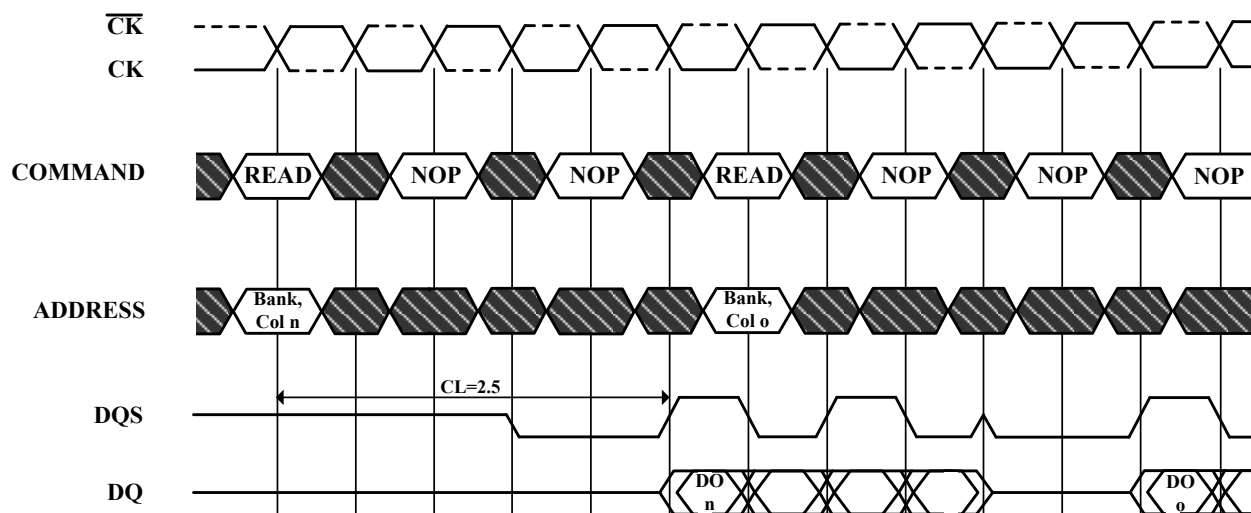 CK
CK
COMMAND READ NOP NOP READ NOP NOP NOP
ADDRESS Bank, Col n Bank, Col o
CL=2.5
DQS
DQ DO n DO o